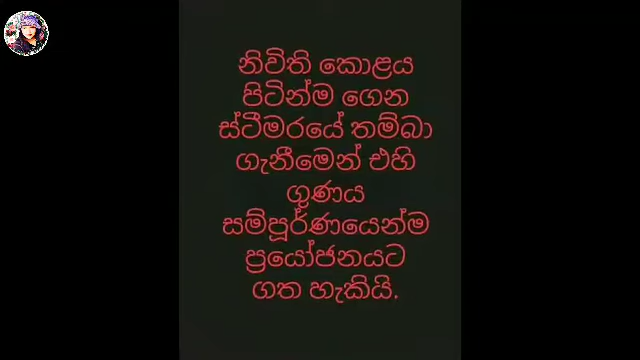 නිවිති කොළය
පිටින්ම ගෙන
ස්ටීමරයේ තම්බා
ගැනීමෙන් එහි
ගුණය
සම්පූර්ණයෙන්ම
ප්‍රයෝජනයට
ගත හැකියි.